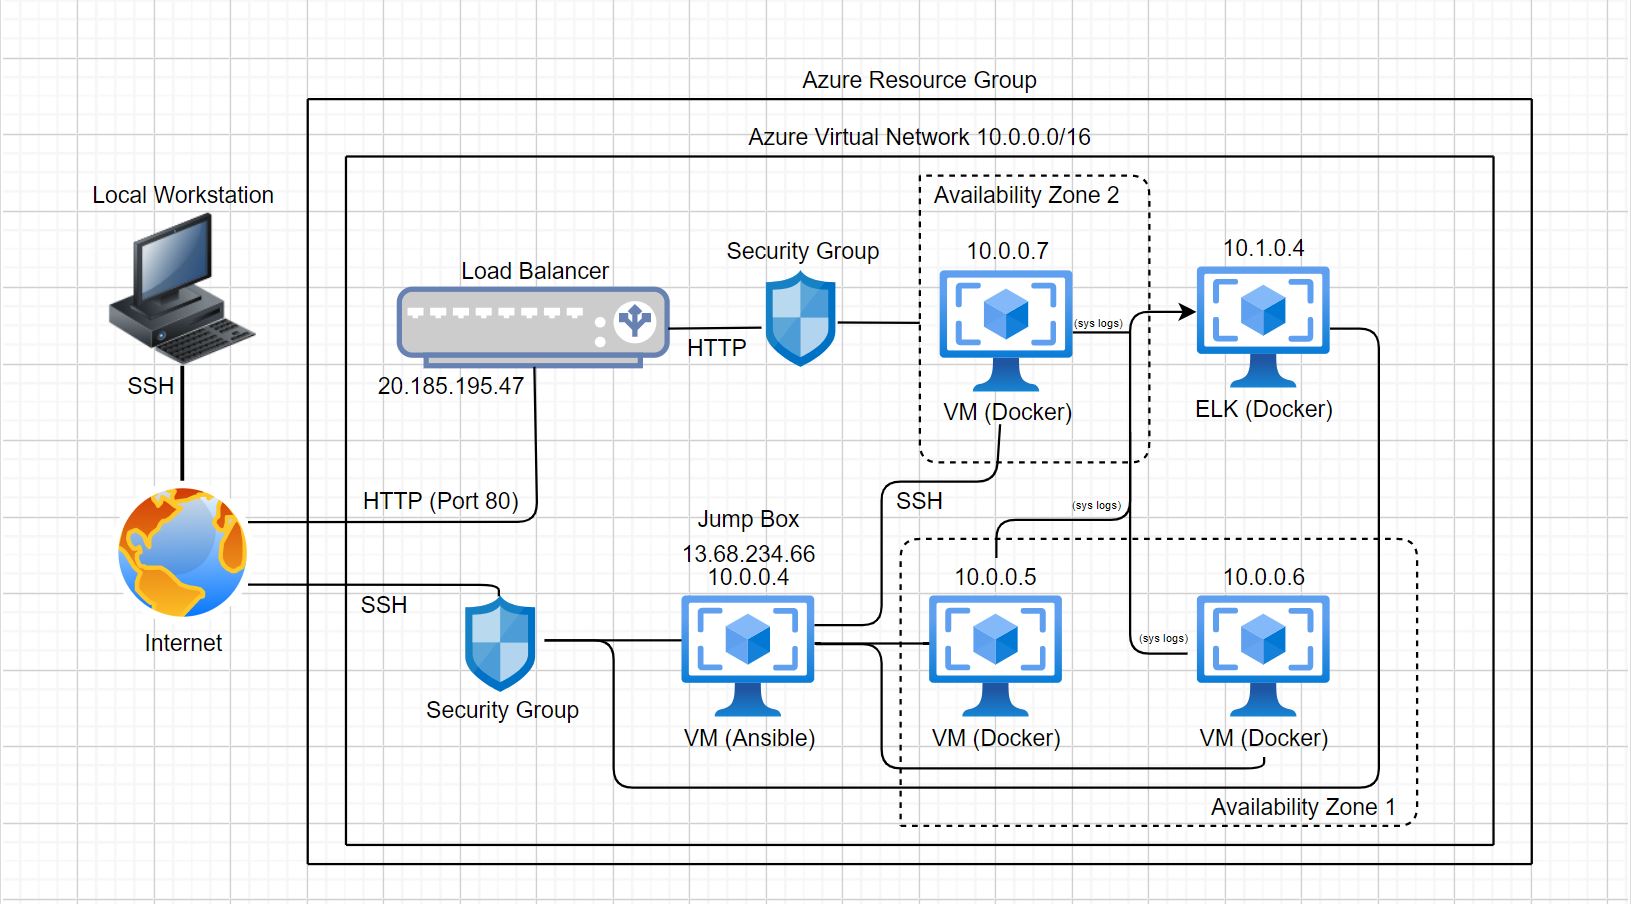 Azure Resource Group
Azure Virtual Network 10.0.0.0/16
Local Workstation
SSH
Internet
Load Balancer
20.185.195.47
HTTP
Security Group
HTTP (Port 80)
SSH
Security Group
Availability Zone 2
10.0.0.7
(sys logs)
VM (Docker)
10.1.0.4
ELK (Docker)
SSH
(sys logs)
Jump Box
13.68.234.66
10.0.0.4
VM (Ansible)
10.0.0.5
VM (Docker)
(sys logs)
10.0.0.6
VM (Docker)
Availability Zone 1